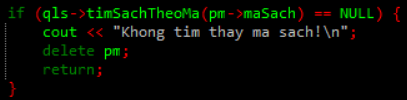 if (qls->timSachTheoMa(pm->maSach) == NULL) {
cout << "Khong tim thay ma sach!\n";
delete pm;
return;
}